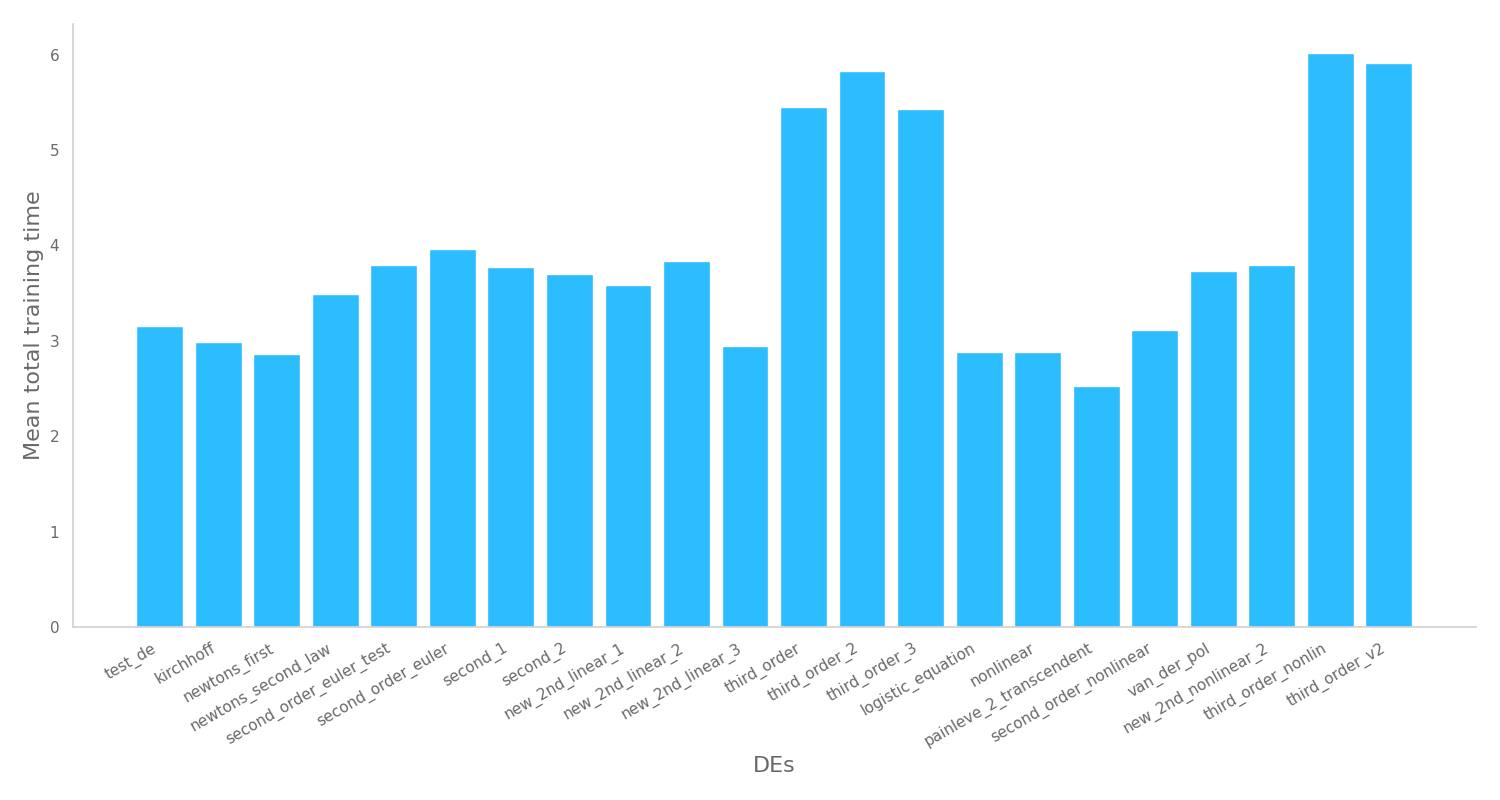 Mean total training time
6
5
4
3
2
1
0
test_de
kirchhoff
newtons_first
newtons_second_law
second_order_euler_test
second_order_euler
second_1
second_2
new_2nd_linear_1
new_2nd_linear_2
new_2nd_linear_3
third_order
third_order_2
third_order_3
logistic_equation
nonlinear
painleve_2_transcendent
second_order_nonlinear
van_der_pol
new_2nd_nonlinear_2
third_order_nonlin
third_order_v2
DEs